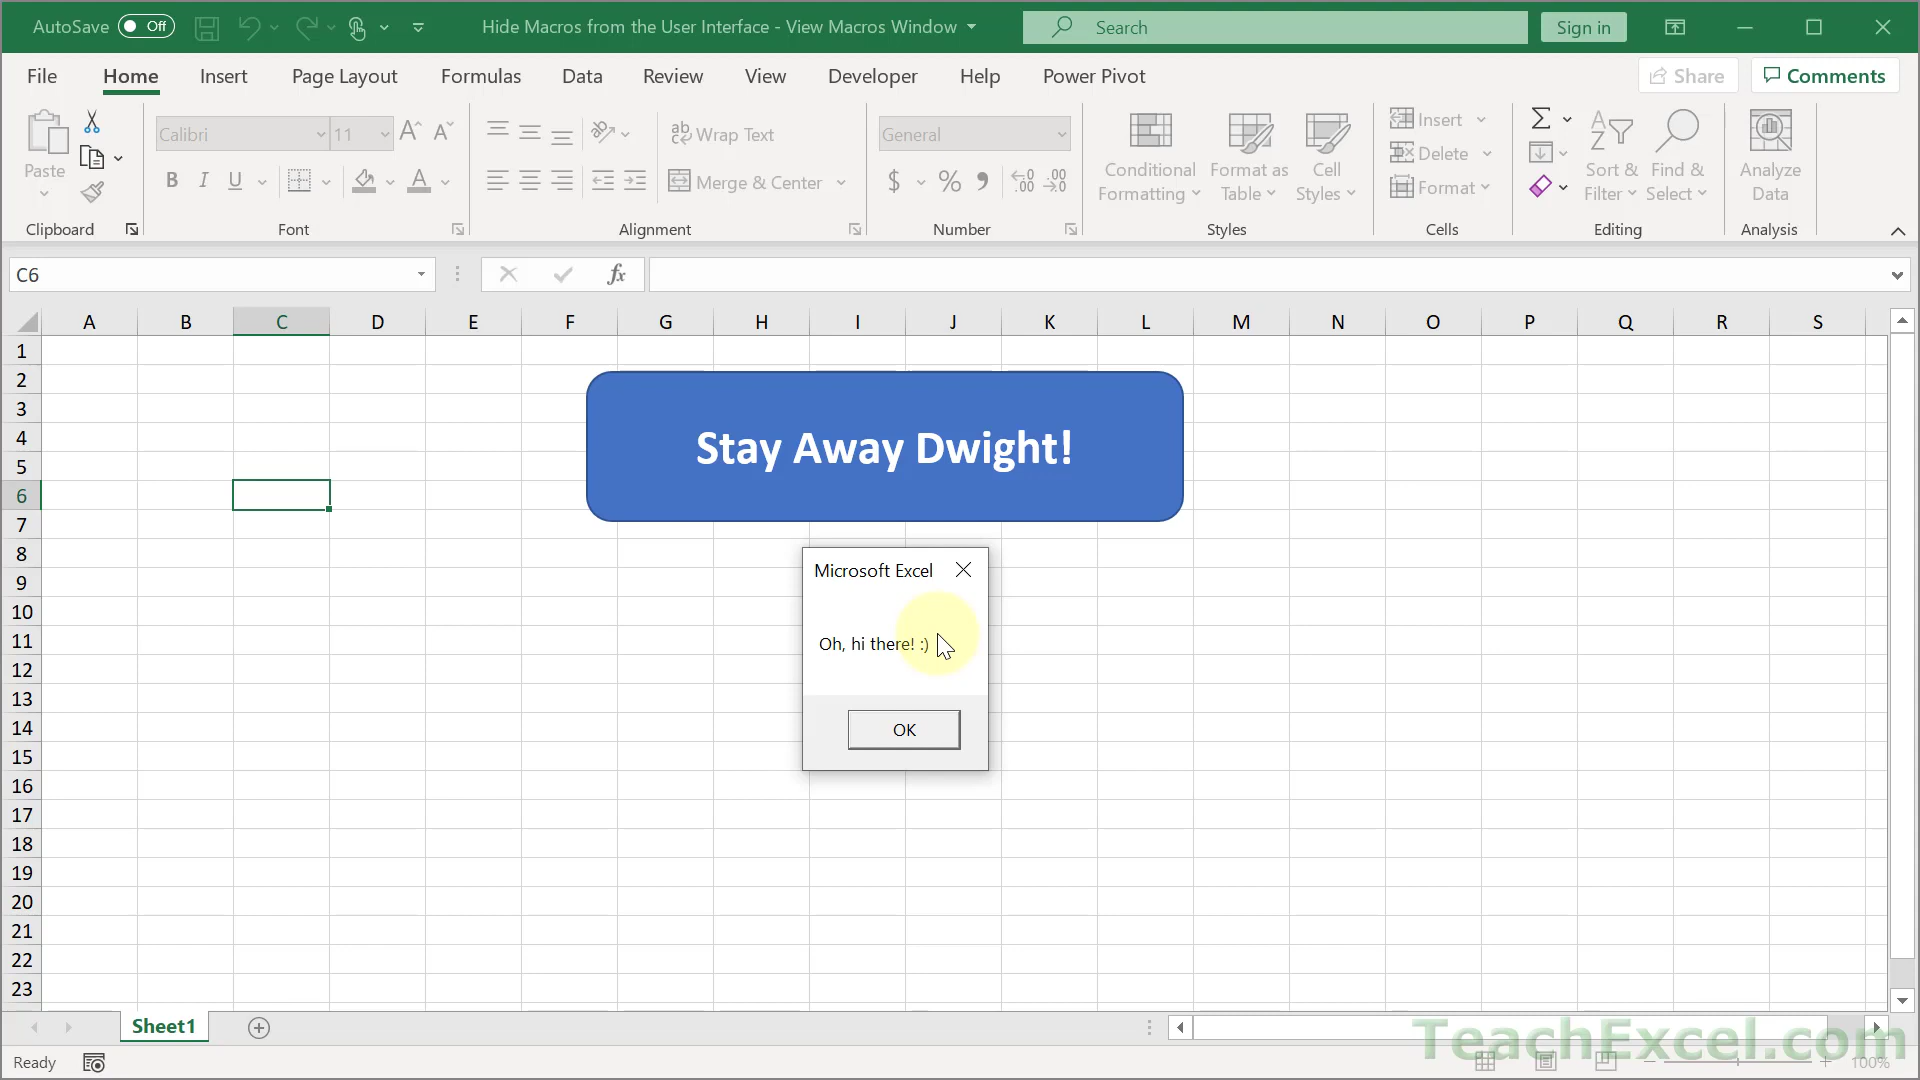 AutoSave Off Hide Macros from the User Interface - View Macros Window Search Sign in
File Home Insert Page Layout Formulas Data Review View Developer Help Power Pivot Share Comments
Paste
Calibri 11
Wrap Text
Merge & Center
General
$ % 9
Conditional Formatting
Format as Table
Cell Styles
Insert
Delete
Format
Sort & Filter
Find & Select
Analyze Data
Clipboard Font Alignment Number Styles Cells Editing Analysis
C6 fx
A B C D E F G H I J K L M N O P Q R S
1
2
3
4
5
6
7
8
9
10
11
12
13
14
15
16
17
18
19
20
21
22
23
Stay Away Dwight!
Microsoft Excel
Oh, hi there! :)
OK
Sheet1
Ready
100%
TeachExcel.com